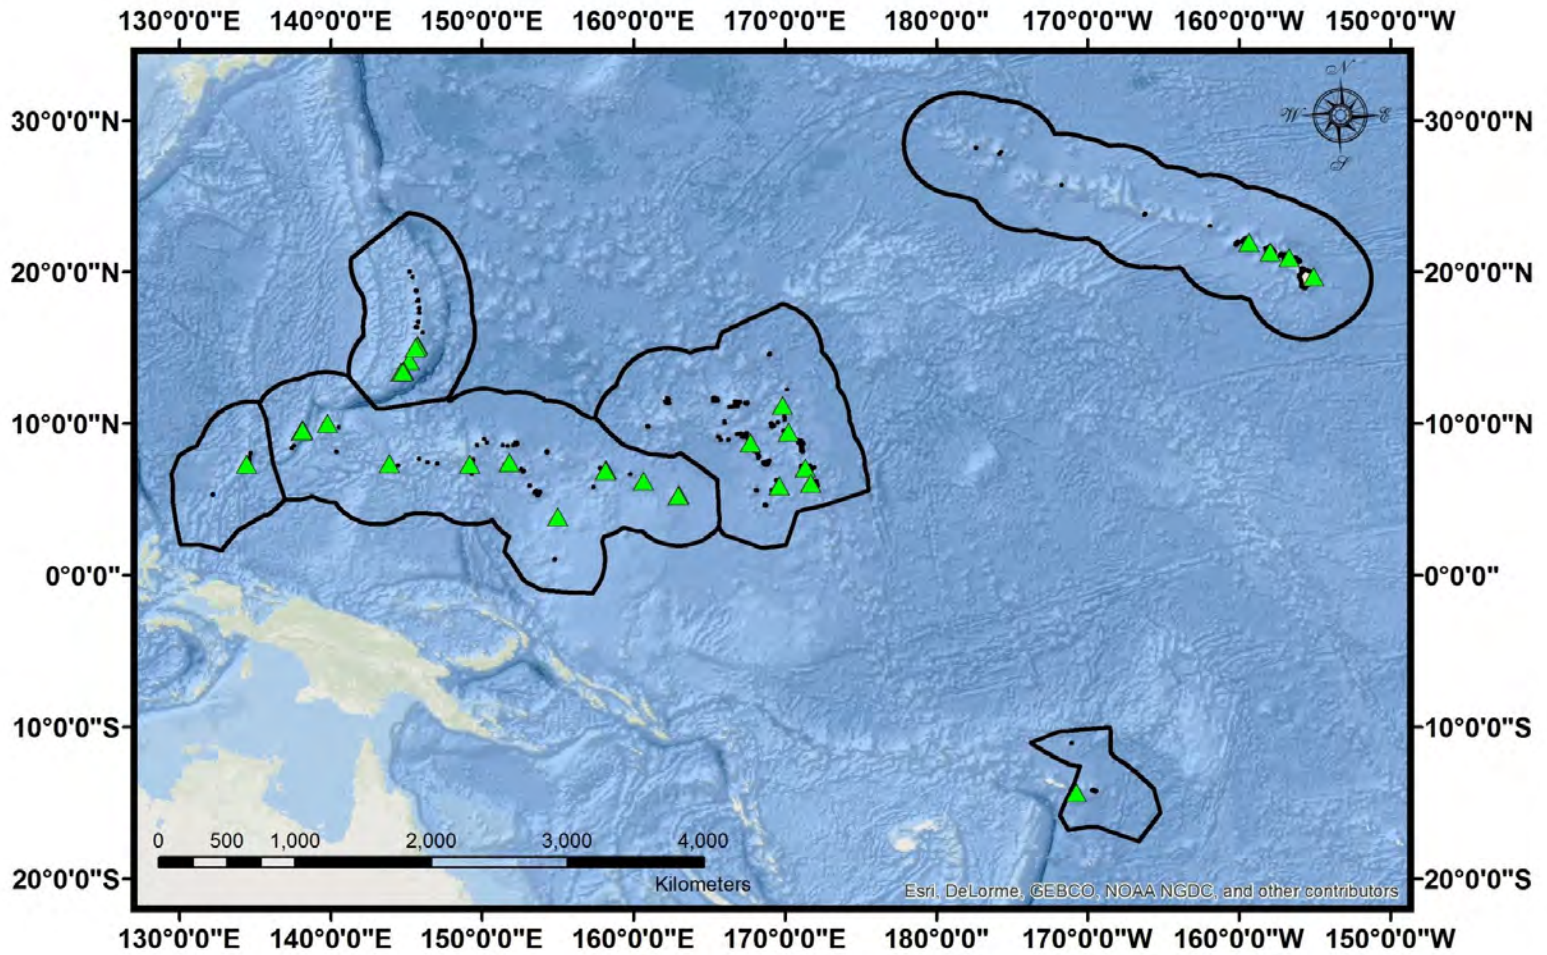 130°0'0"E 140°0'0"E 150°0'0"E 160°0'0"E 170°0'0"E 180°0'0" 170°0'0"W 160°0'0"W 150°0'0"W
N
30°0'0"N W E 30°0'0"N
S
20°0'0"N 20°0'0"N
10°0'0"N 10°0'0"N
0°0'0" 0°0'0"
10°0'0"S 10°0'0"S
0 500 1,000 2,000 3,000 4,000
Kilometers
20°0'0"S Esri, DeLorme, GEBCO, NOAA NGDC, and other contributors 20°0'0"S
130°0'0"E 140°0'0"E 150°0'0"E 160°0'0"E 170°0'0"E 180°0'0" 170°0'0"W 160°0'0"W 150°0'0"W